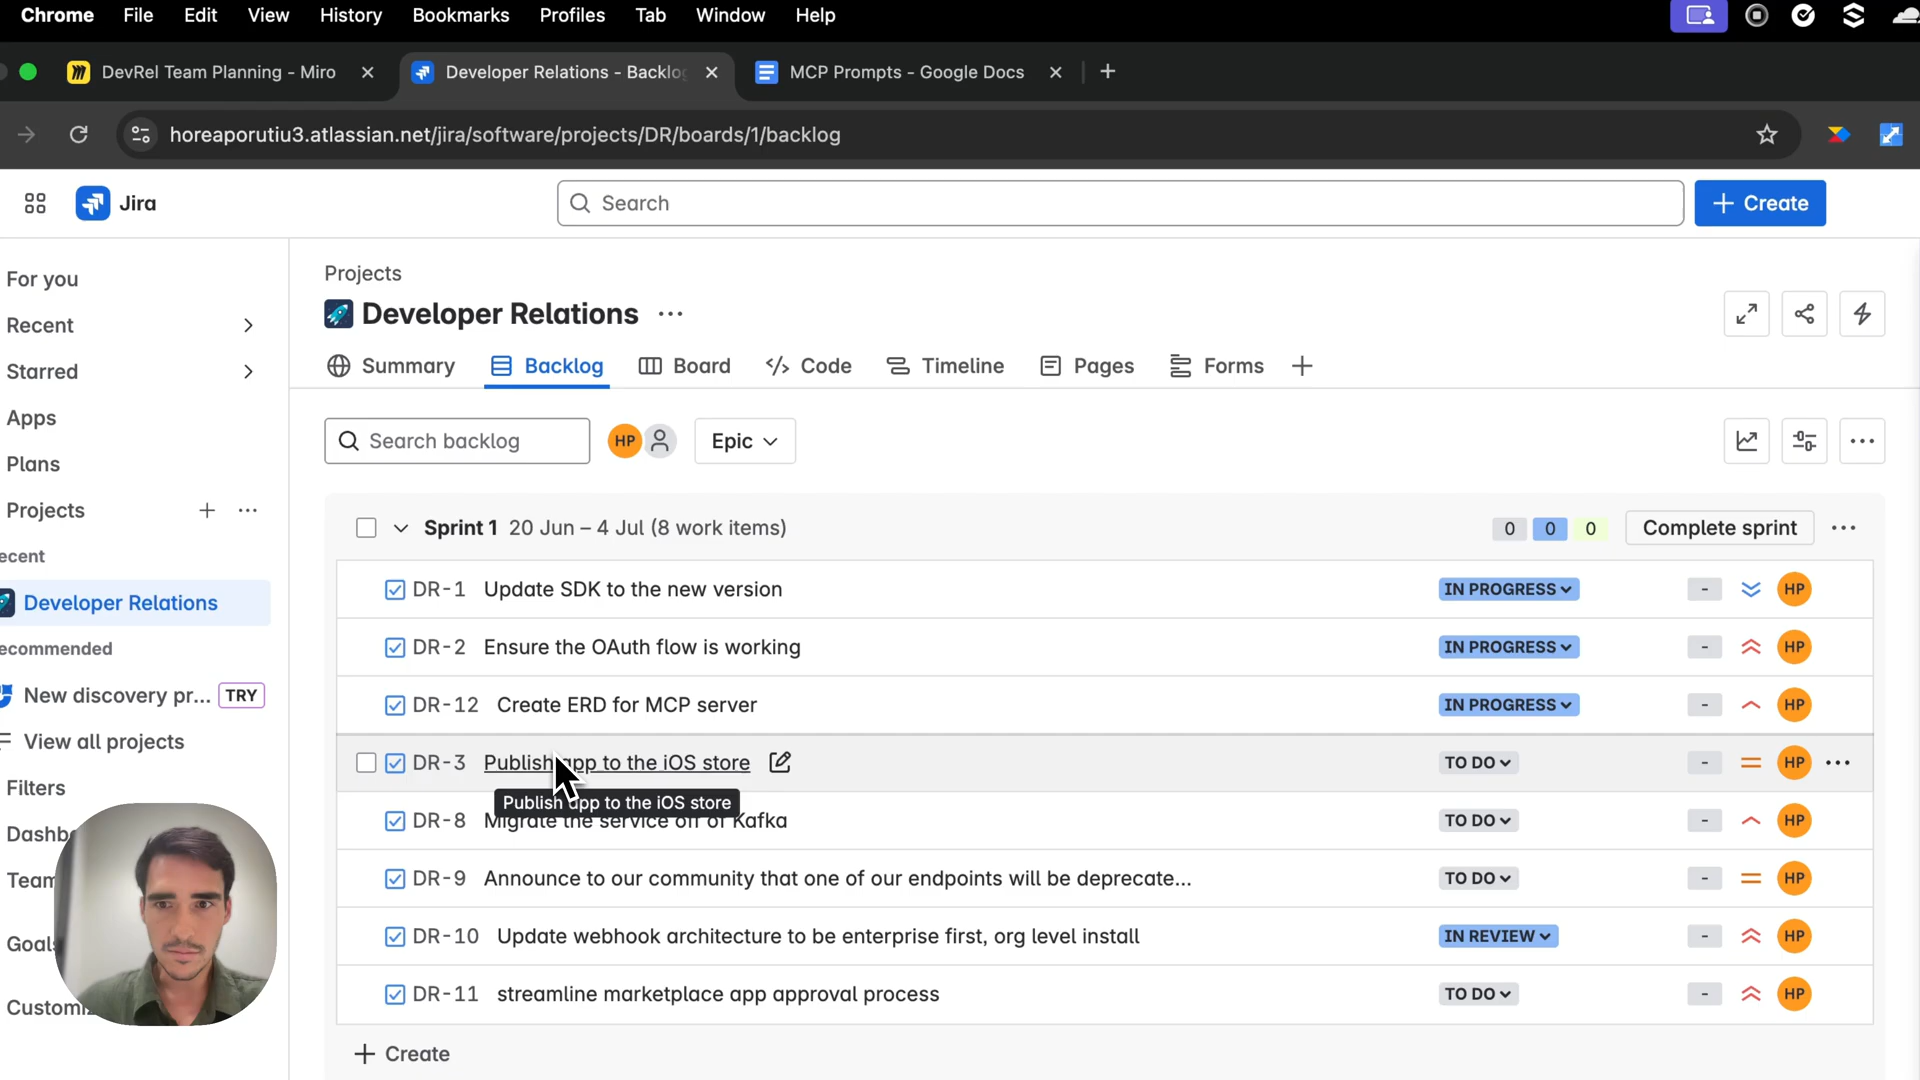 Chrome File Edit View History Bookmarks Profiles Tab Window Help
DevRel Team Planning - Miro
Developer Relations - Backlog
MCP Prompts - Google Docs
horeaporutiu3.atlassian.net/jira/software/projects/DR/boards/1/backlog
Jira
Search
Create
For you
Recent
Starred
Apps
Plans
Projects
ecent
Developer Relations
ecommended
New discovery pr... TRY
View all projects
Filters
Dashb
Team
Goals
Customiz
Projects
Developer Relations
Summary Backlog Board Code Timeline Pages Forms
Search backlog
HP
Epic
Sprint 1 20 Jun – 4 Jul (8 work items)
0 0 0
Complete sprint
DR-1 Update SDK to the new version IN PROGRESS - HP
DR-2 Ensure the OAuth flow is working IN PROGRESS - HP
DR-12 Create ERD for MCP server IN PROGRESS - HP
DR-3 Publish app to the iOS store TO DO - HP
Publish app to the iOS store
DR-8 Migrate the service off of Kafka TO DO - HP
DR-9 Announce to our community that one of our endpoints will be deprecate... TO DO - HP
DR-10 Update webhook architecture to be enterprise first, org level install IN REVIEW - HP
DR-11 streamline marketplace app approval process TO DO - HP
Create